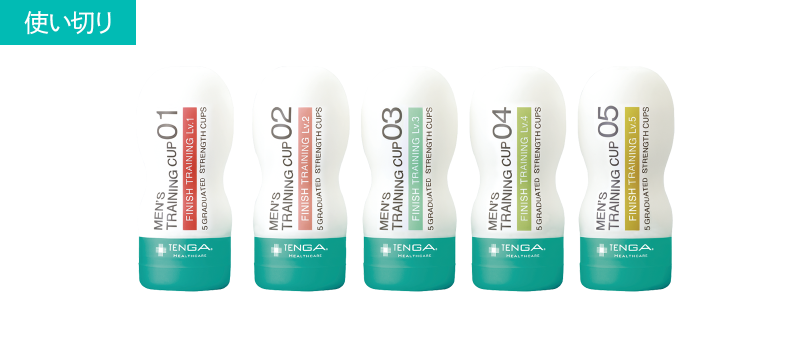 使い切り
MEN'S
TRAINING CUP 01
FINISH TRAINING Lv.1
5 GRADUATED STRENGTH CUPS
TENGA
HEALTHCARE
MEN'S
TRAINING CUP 02
FINISH TRAINING Lv.2
5 GRADUATED STRENGTH CUPS
TENGA
HEALTHCARE
MEN'S
TRAINING CUP 03
FINISH TRAINING Lv.3
5 GRADUATED STRENGTH CUPS
TENGA
HEALTHCARE
MEN'S
TRAINING CUP 04
FINISH TRAINING Lv.4
5 GRADUATED STRENGTH CUPS
TENGA
HEALTHCARE
MEN'S
TRAINING CUP 05
FINISH TRAINING Lv.5
5 GRADUATED STRENGTH CUPS
TENGA
HEALTHCARE